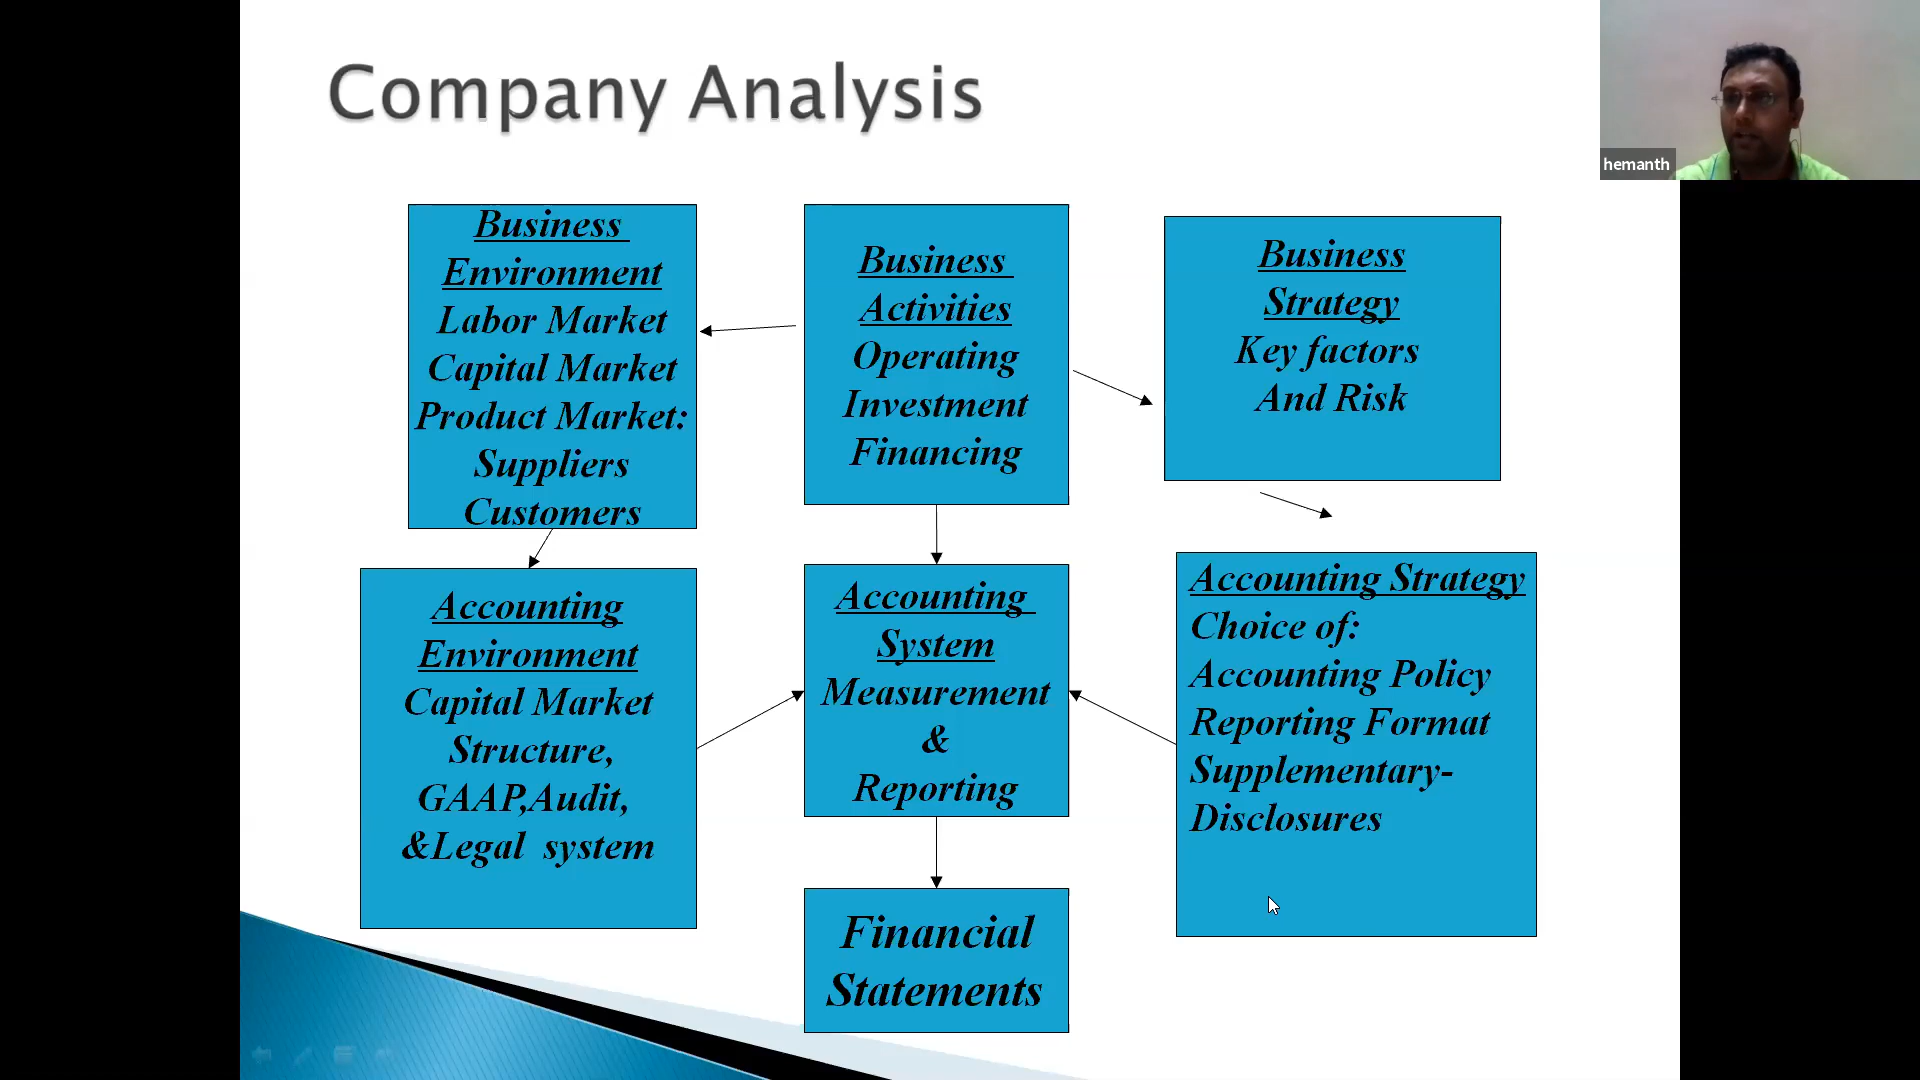 Company Analysis
hemanth
Business
Environment
Labor Market
Capital Market
Product Market:
Suppliers
Customers
Business
Activities
Operating
Investment
Financing
Business
Strategy
Key factors
And Risk
Accounting
Environment
Capital Market
Structure,
GAAP,Audit,
&Legal system
Accounting
System
Measurement
&
Reporting
Accounting Strategy
Choice of:
Accounting Policy
Reporting Format
Supplementary-
Disclosures
Financial
Statements